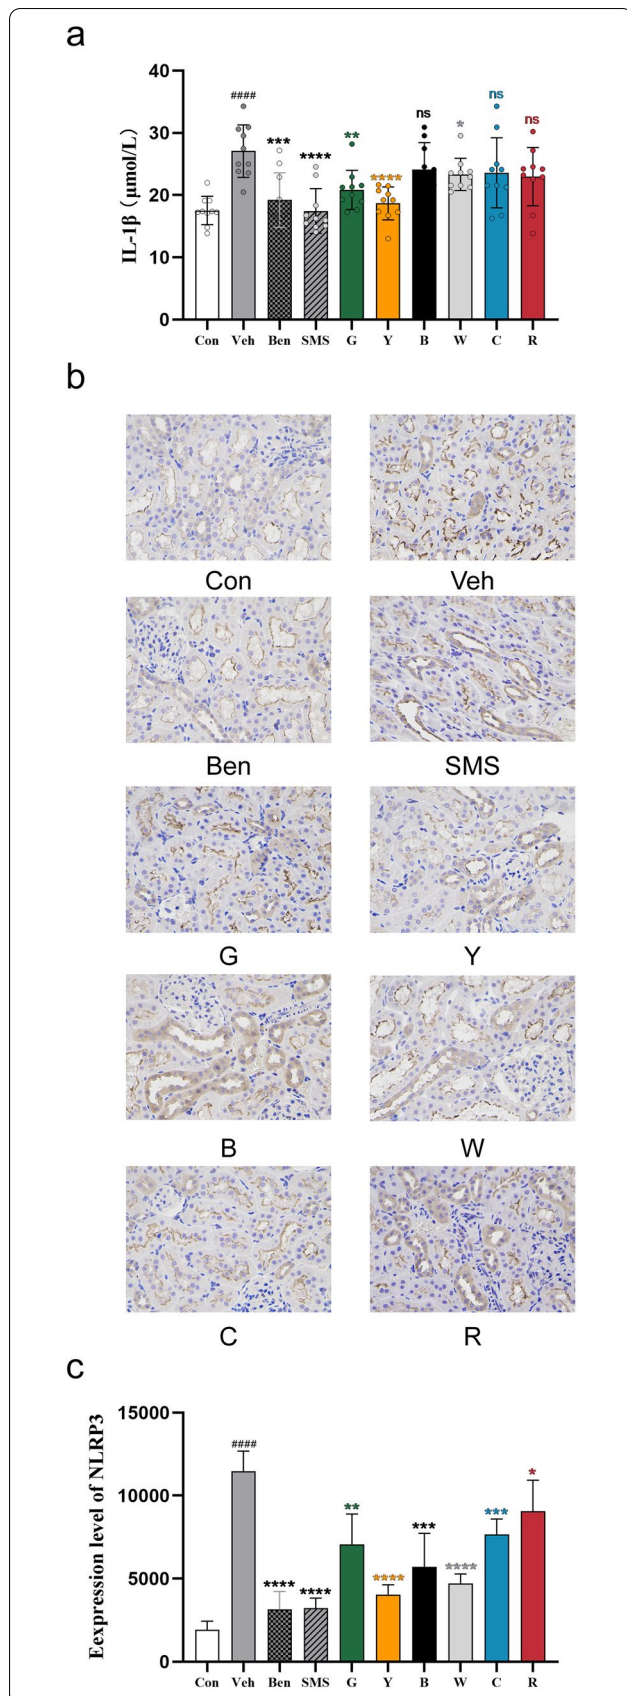 a
IL-1β (μmol/L)
40
30
20
10
0
####
***
****
**
****
ns
*
ns
ns
Con Veh Ben SMS G Y B W C R
b
Con Veh
Ben SMS
G Y
B W
C R
c
Eexpression level of NLRP3
15000
10000
5000
0
####
****
****
**
****
***
****
***
*
Con Veh Ben SMS G Y B W C R